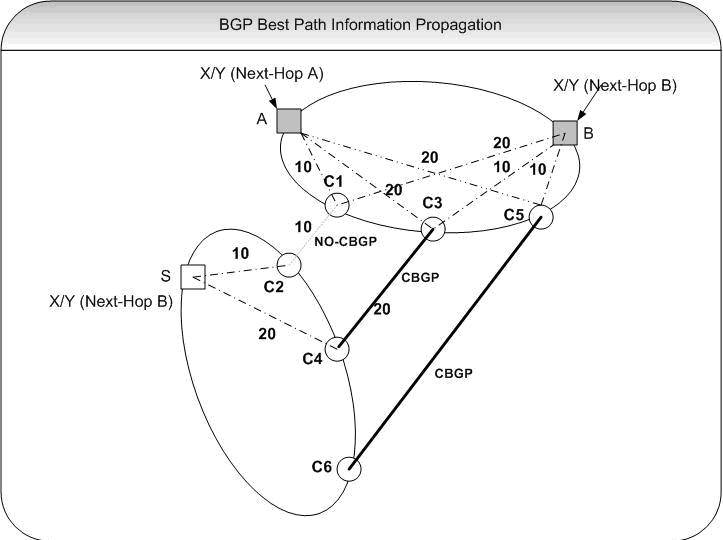 BGP Best Path Information Propagation
X/Y (Next-Hop A)
X/Y (Next-Hop B)
A
B
20
20
10
10
10
C1
20
C3
C5
10
NO-CBGP
10
S
C2
CBGP
X/Y (Next-Hop B)
20
20
C4
CBGP
C6